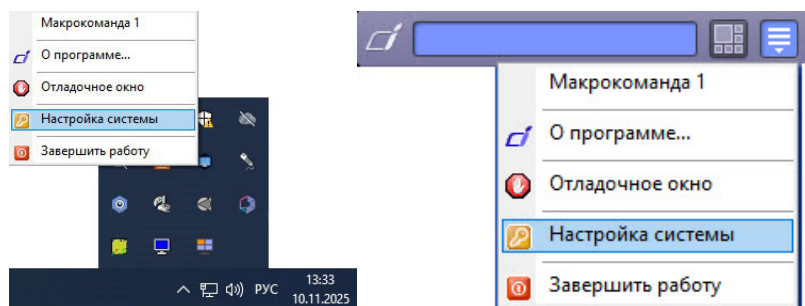 Макрокоманда 1
О программе...
Отладочное окно
Настройка системы
Завершить работу
РУС
13:33
10.11.2025
Макрокоманда 1
О программе...
Отладочное окно
Настройка системы
Завершить работу